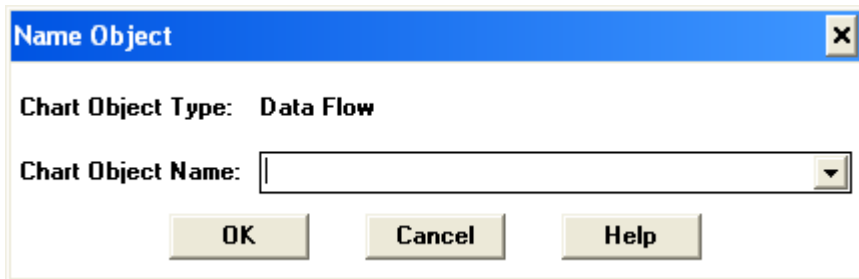 Name Object
Chart Object Type: Data Flow
Chart Object Name:
OK Cancel Help